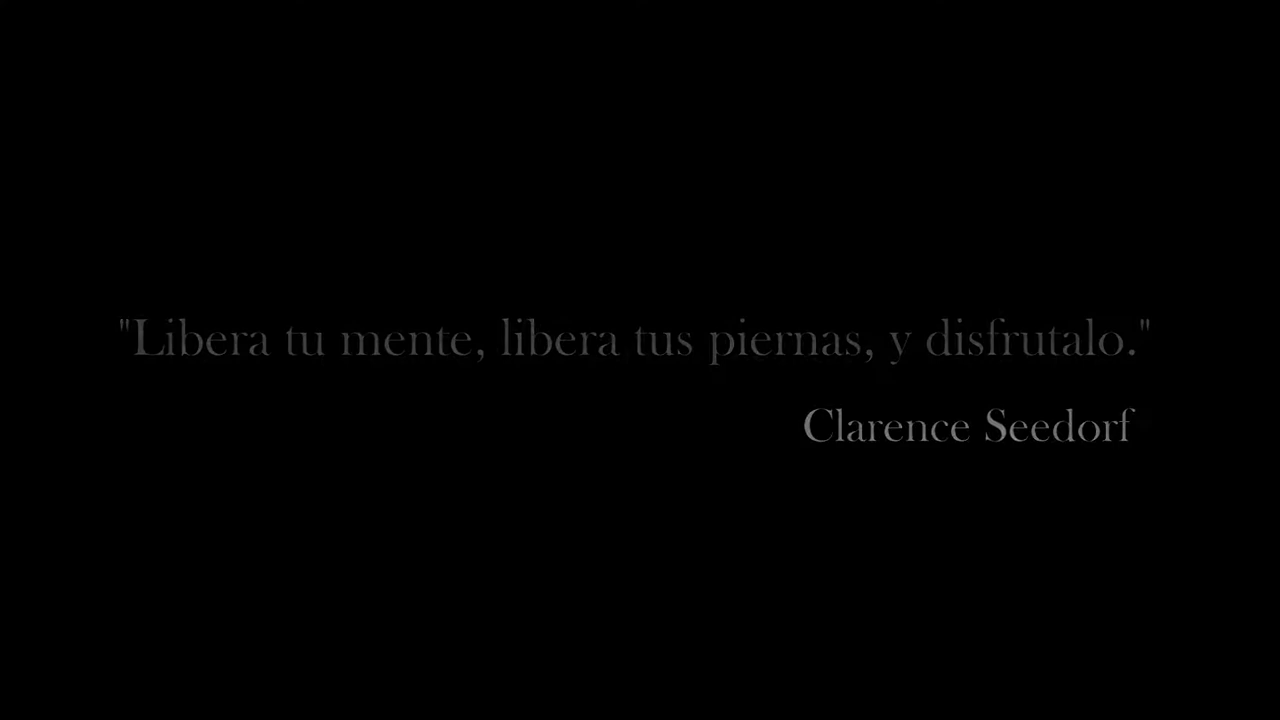 "Libera tu mente, libera tus piernas, y disfrutalo."
Clarence Seedorf